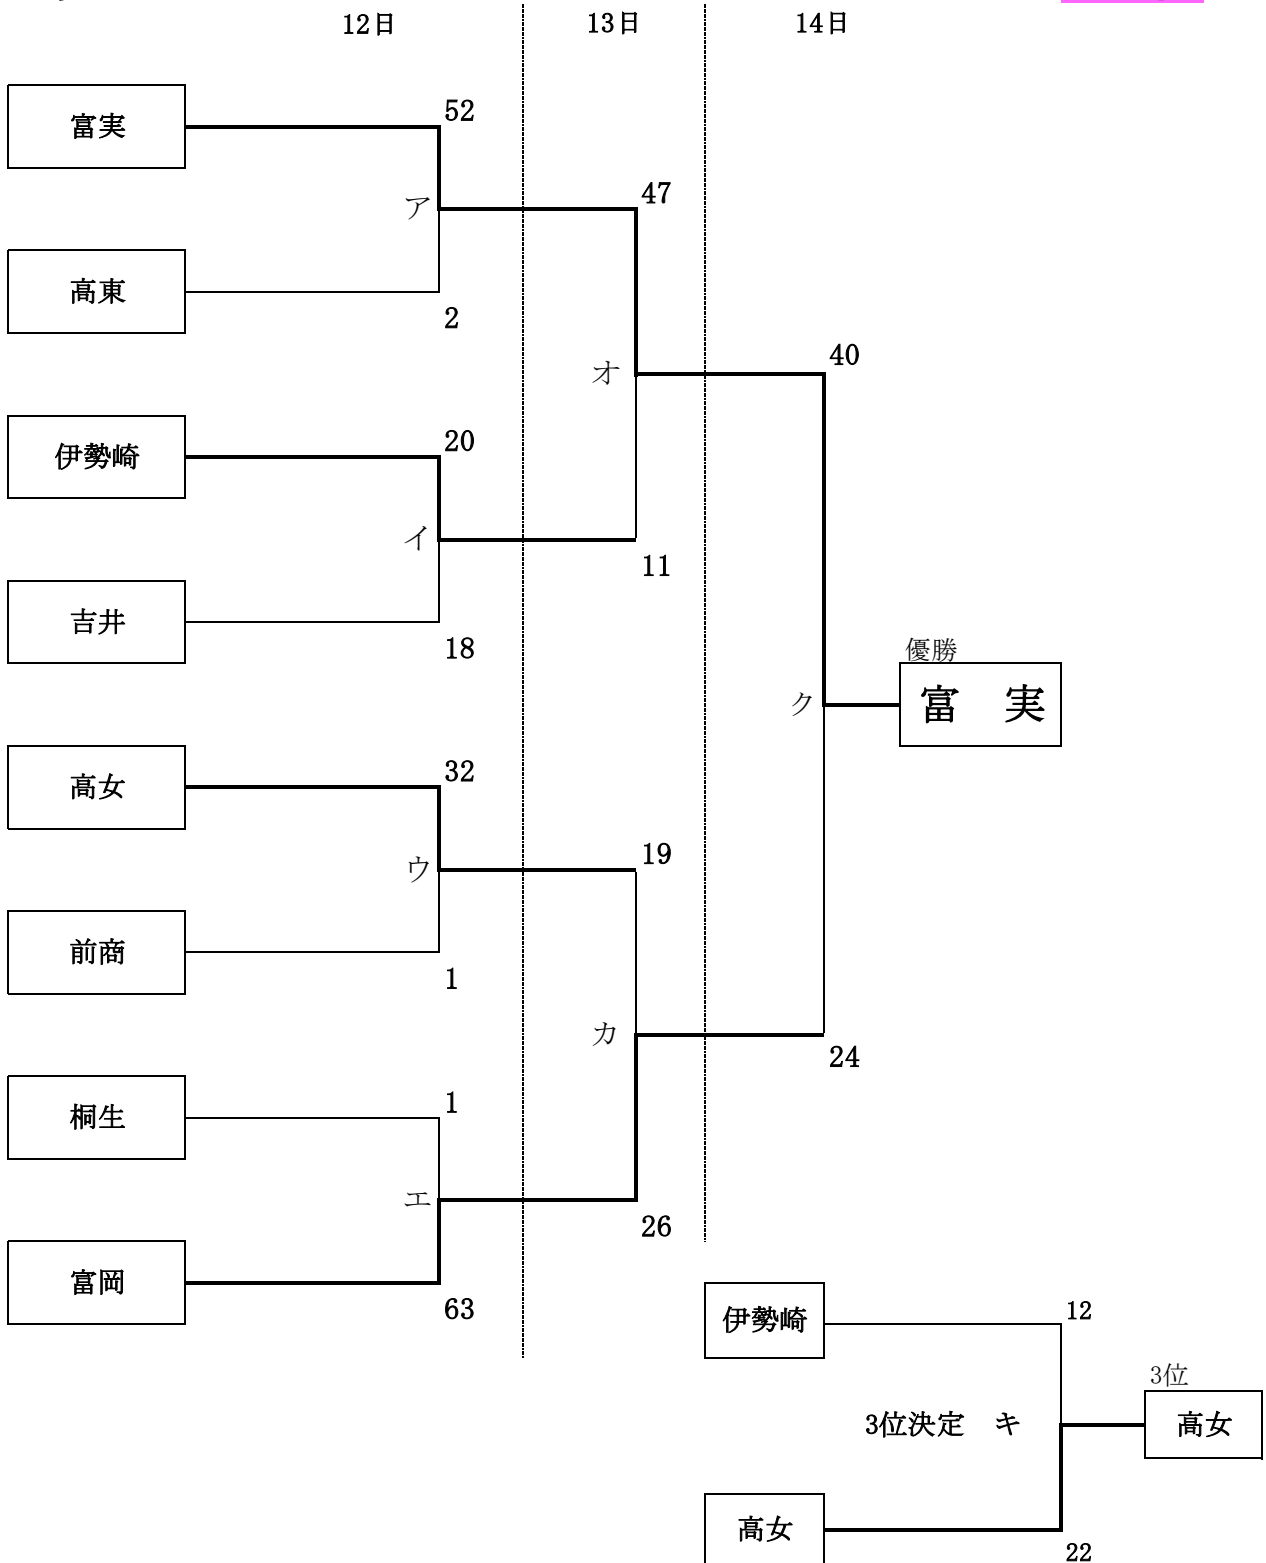 12日 13日 14日
52
富実
47
ア
高東
2
40
オ
20
伊勢崎
イ
11
吉井
18
優勝
富 実
ク
32
高女
19
ウ
前商
1
カ
24
1
桐生
エ
26
富岡
63
12
伊勢崎
3位
3位決定 キ
高女
高女
22